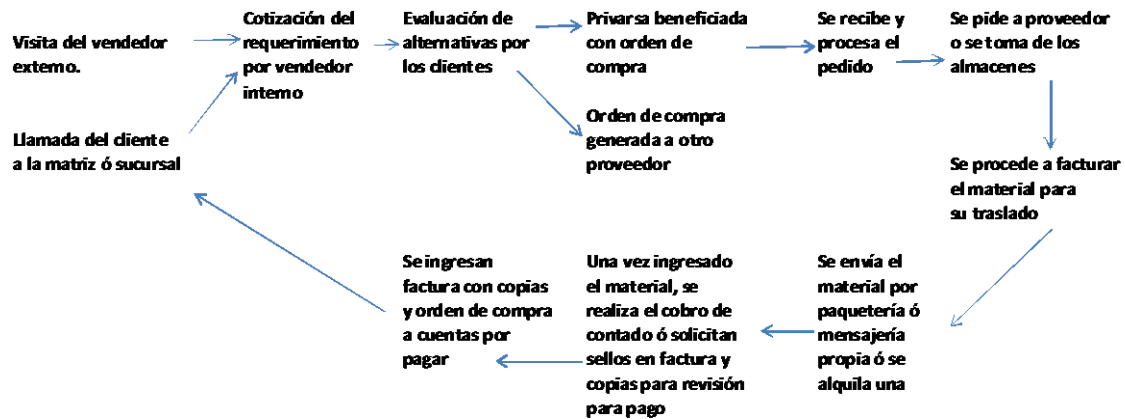 Visita del vendedor
externo.
Cotización del
requerimiento
por vendedor
interno
Evaluación de
alternativas por
los clientes
Privarsa beneficiada
con orden de
compra
Se recibe y
procesa el
pedido
Se pide a proveedor
o se toma de los
almacenes
Llamada del cliente
a la matriz ó sucursal
Orden de compra
generada a otro
proveedor
Se procede a facturar
el material para
su traslado
Se ingresan
factura con copias
y orden de compra
a cuentas por
pagar
Una vez ingresado
el material, se
realiza el cobro de
contado ó solicitan
sellos en factura y
copias para revisión
para pago
Se envía el
material por
paquetería ó
mensajería
propia ó se
alquila una